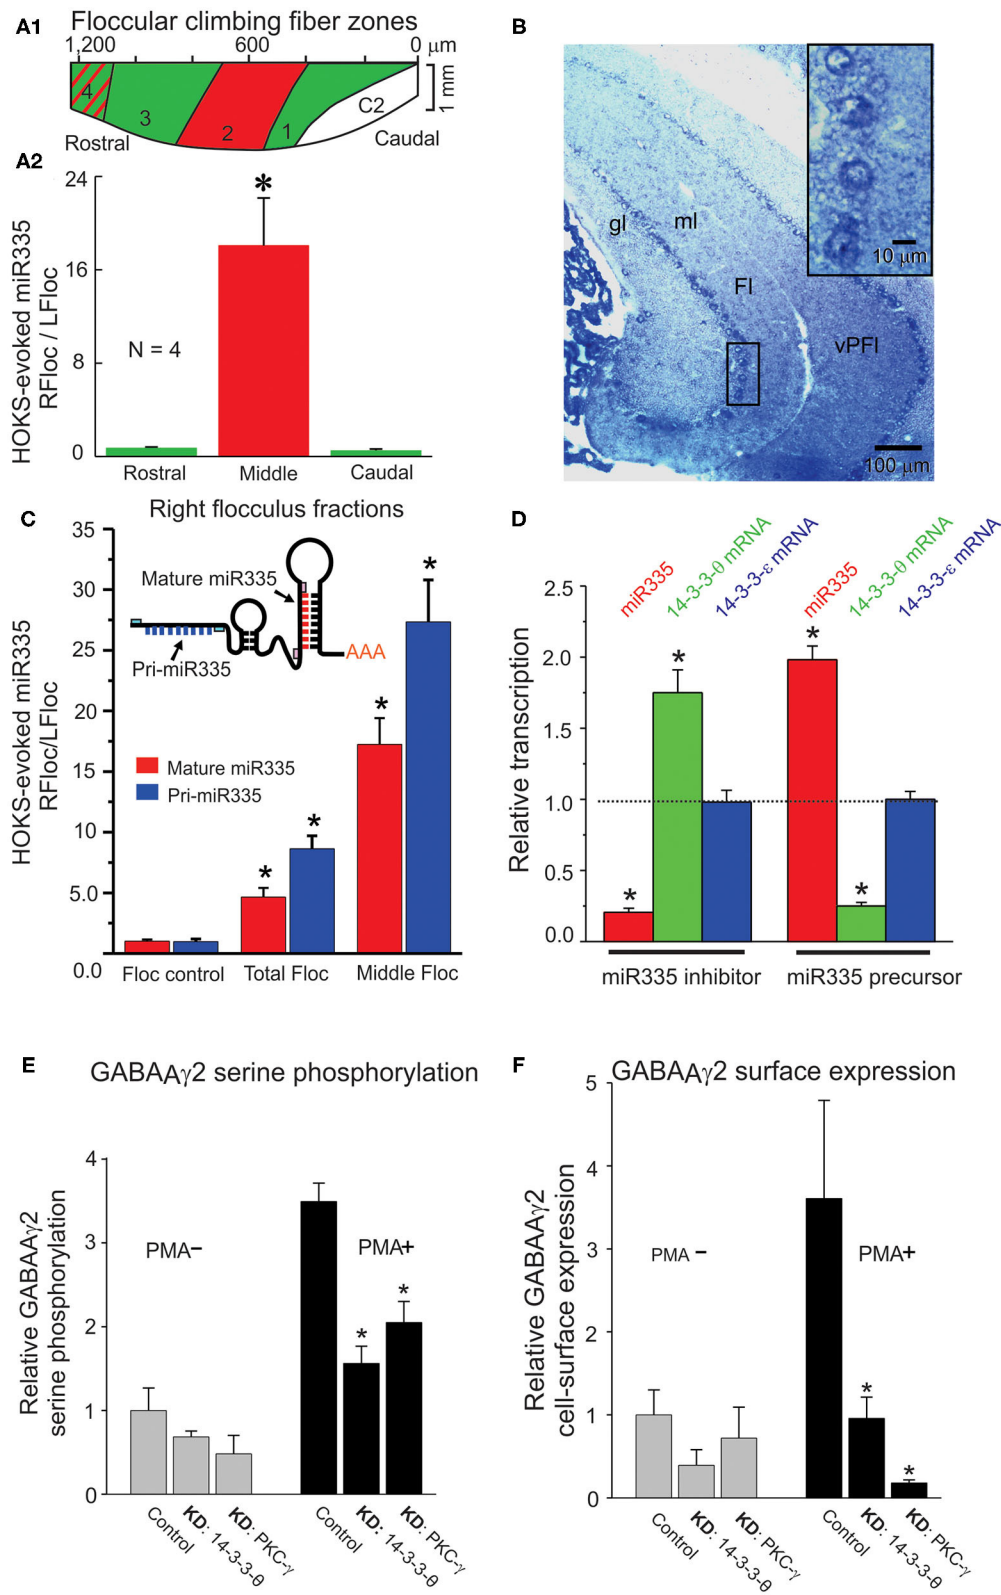 A1
Floccular climbing fiber zones
1,200 600 0 μm
4 3 2 1 C2
1 mm
Rostral Caudal
A2
HOKS-evoked miR335
RFloc / LFloc
24
16
8
0
*
N = 4
Rostral Middle Caudal
B
gl ml
Fl
vPFl
10 μm
100 μm
C
Right flocculus fractions
HOKS-evoked miR335
RFloc/LFloc
35
30
25
20
15
10
5.0
0.0
Mature miR335
Pri-miR335
AAA
Mature miR335
Pri-miR335
* * * *
Floc control Total Floc Middle Floc
D
miR335 14-3-3-θ mRNA 14-3-3-ε mRNA miR335 14-3-3-θ mRNA 14-3-3-ε mRNA
Relative transcription
2.5
2.0
1.5
1.0
0.5
0.0
* * * *
miR335 inhibitor miR335 precursor
E
GABAAγ2 serine phosphorylation
Relative GABAAγ2
serine phosphorylation
4
3
2
1
0
PMA− PMA+
* *
Control KD: 14-3-3-θ KD: PKC-γ Control KD: 14-3-3-θ KD: PKC-γ
F
GABAAγ2 surface expression
Relative GABAAγ2
cell-surface expression
5
4
3
2
1
0
PMA − PMA+
* *
Control KD: 14-3-3-θ KD: PKC-γ Control KD: 14-3-3-θ KD: PKC-γ